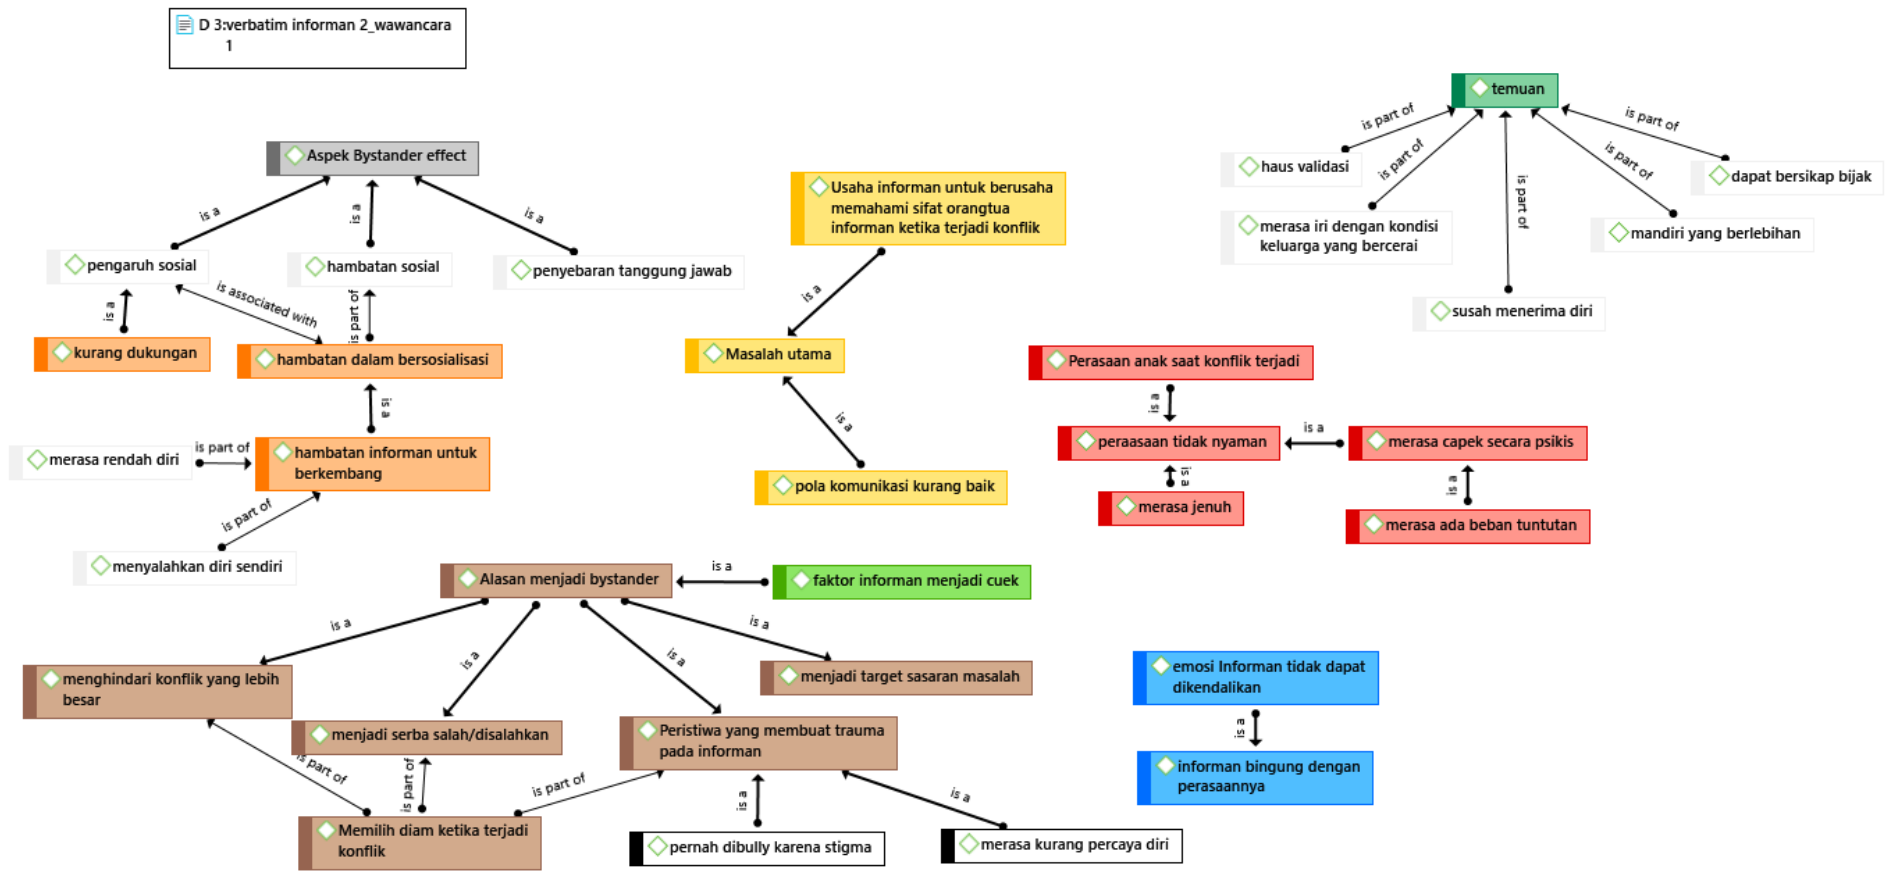 D 3:verbatim informan 2_wawancara
1
temuan
is part of
is part of
is part of
is part of
is part of
haus validasi
dapat bersikap bijak
merasa iri dengan kondisi
keluarga yang bercerai
mandiri yang berlebihan
susah menerima diri
Aspek Bystander effect
is a
is a
is a
pengaruh sosial
hambatan sosial
penyebaran tanggung jawab
is a
is associated with
is part of
kurang dukungan
hambatan dalam bersosialisasi
is a
merasa rendah diri
is part of
hambatan informan untuk
berkembang
is part of
menyalahkan diri sendiri
Usaha informan untuk berusaha
memahami sifat orangtua
informan ketika terjadi konflik
is a
Masalah utama
is a
pola komunikasi kurang baik
Perasaan anak saat konflik terjadi
is a
peraasaan tidak nyaman
is a
merasa capek secara psikis
is a
is a
merasa jenuh
merasa ada beban tuntutan
Alasan menjadi bystander
is a
faktor informan menjadi cuek
is a
is a
is a
is a
menghindari konflik yang lebih
besar
menjadi serba salah/disalahkan
Peristiwa yang membuat trauma
pada informan
menjadi target sasaran masalah
is part of
is part of
is part of
is a
is a
Memilih diam ketika terjadi
konflik
pernah dibully karena stigma
merasa kurang percaya diri
emosi Informan tidak dapat
dikendalikan
is a
informan bingung dengan
perasaannya